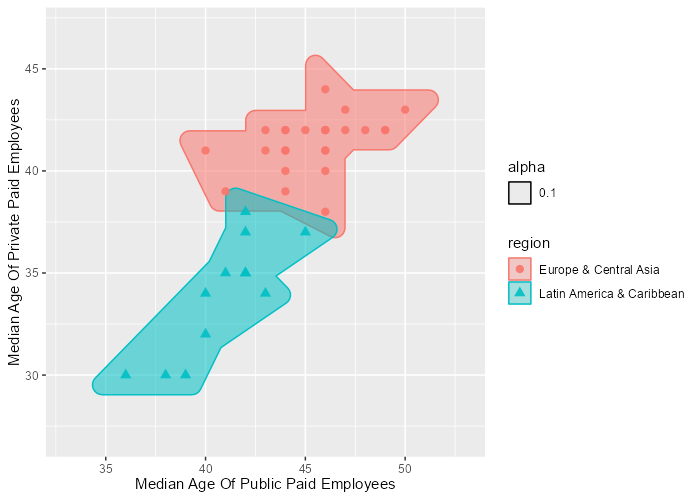 45
40
35
30
35 40 45 50
Median Age Of Public Paid Employees
Median Age Of Private Paid Employees
alpha
0.1
region
Europe & Central Asia
Latin America & Caribbean